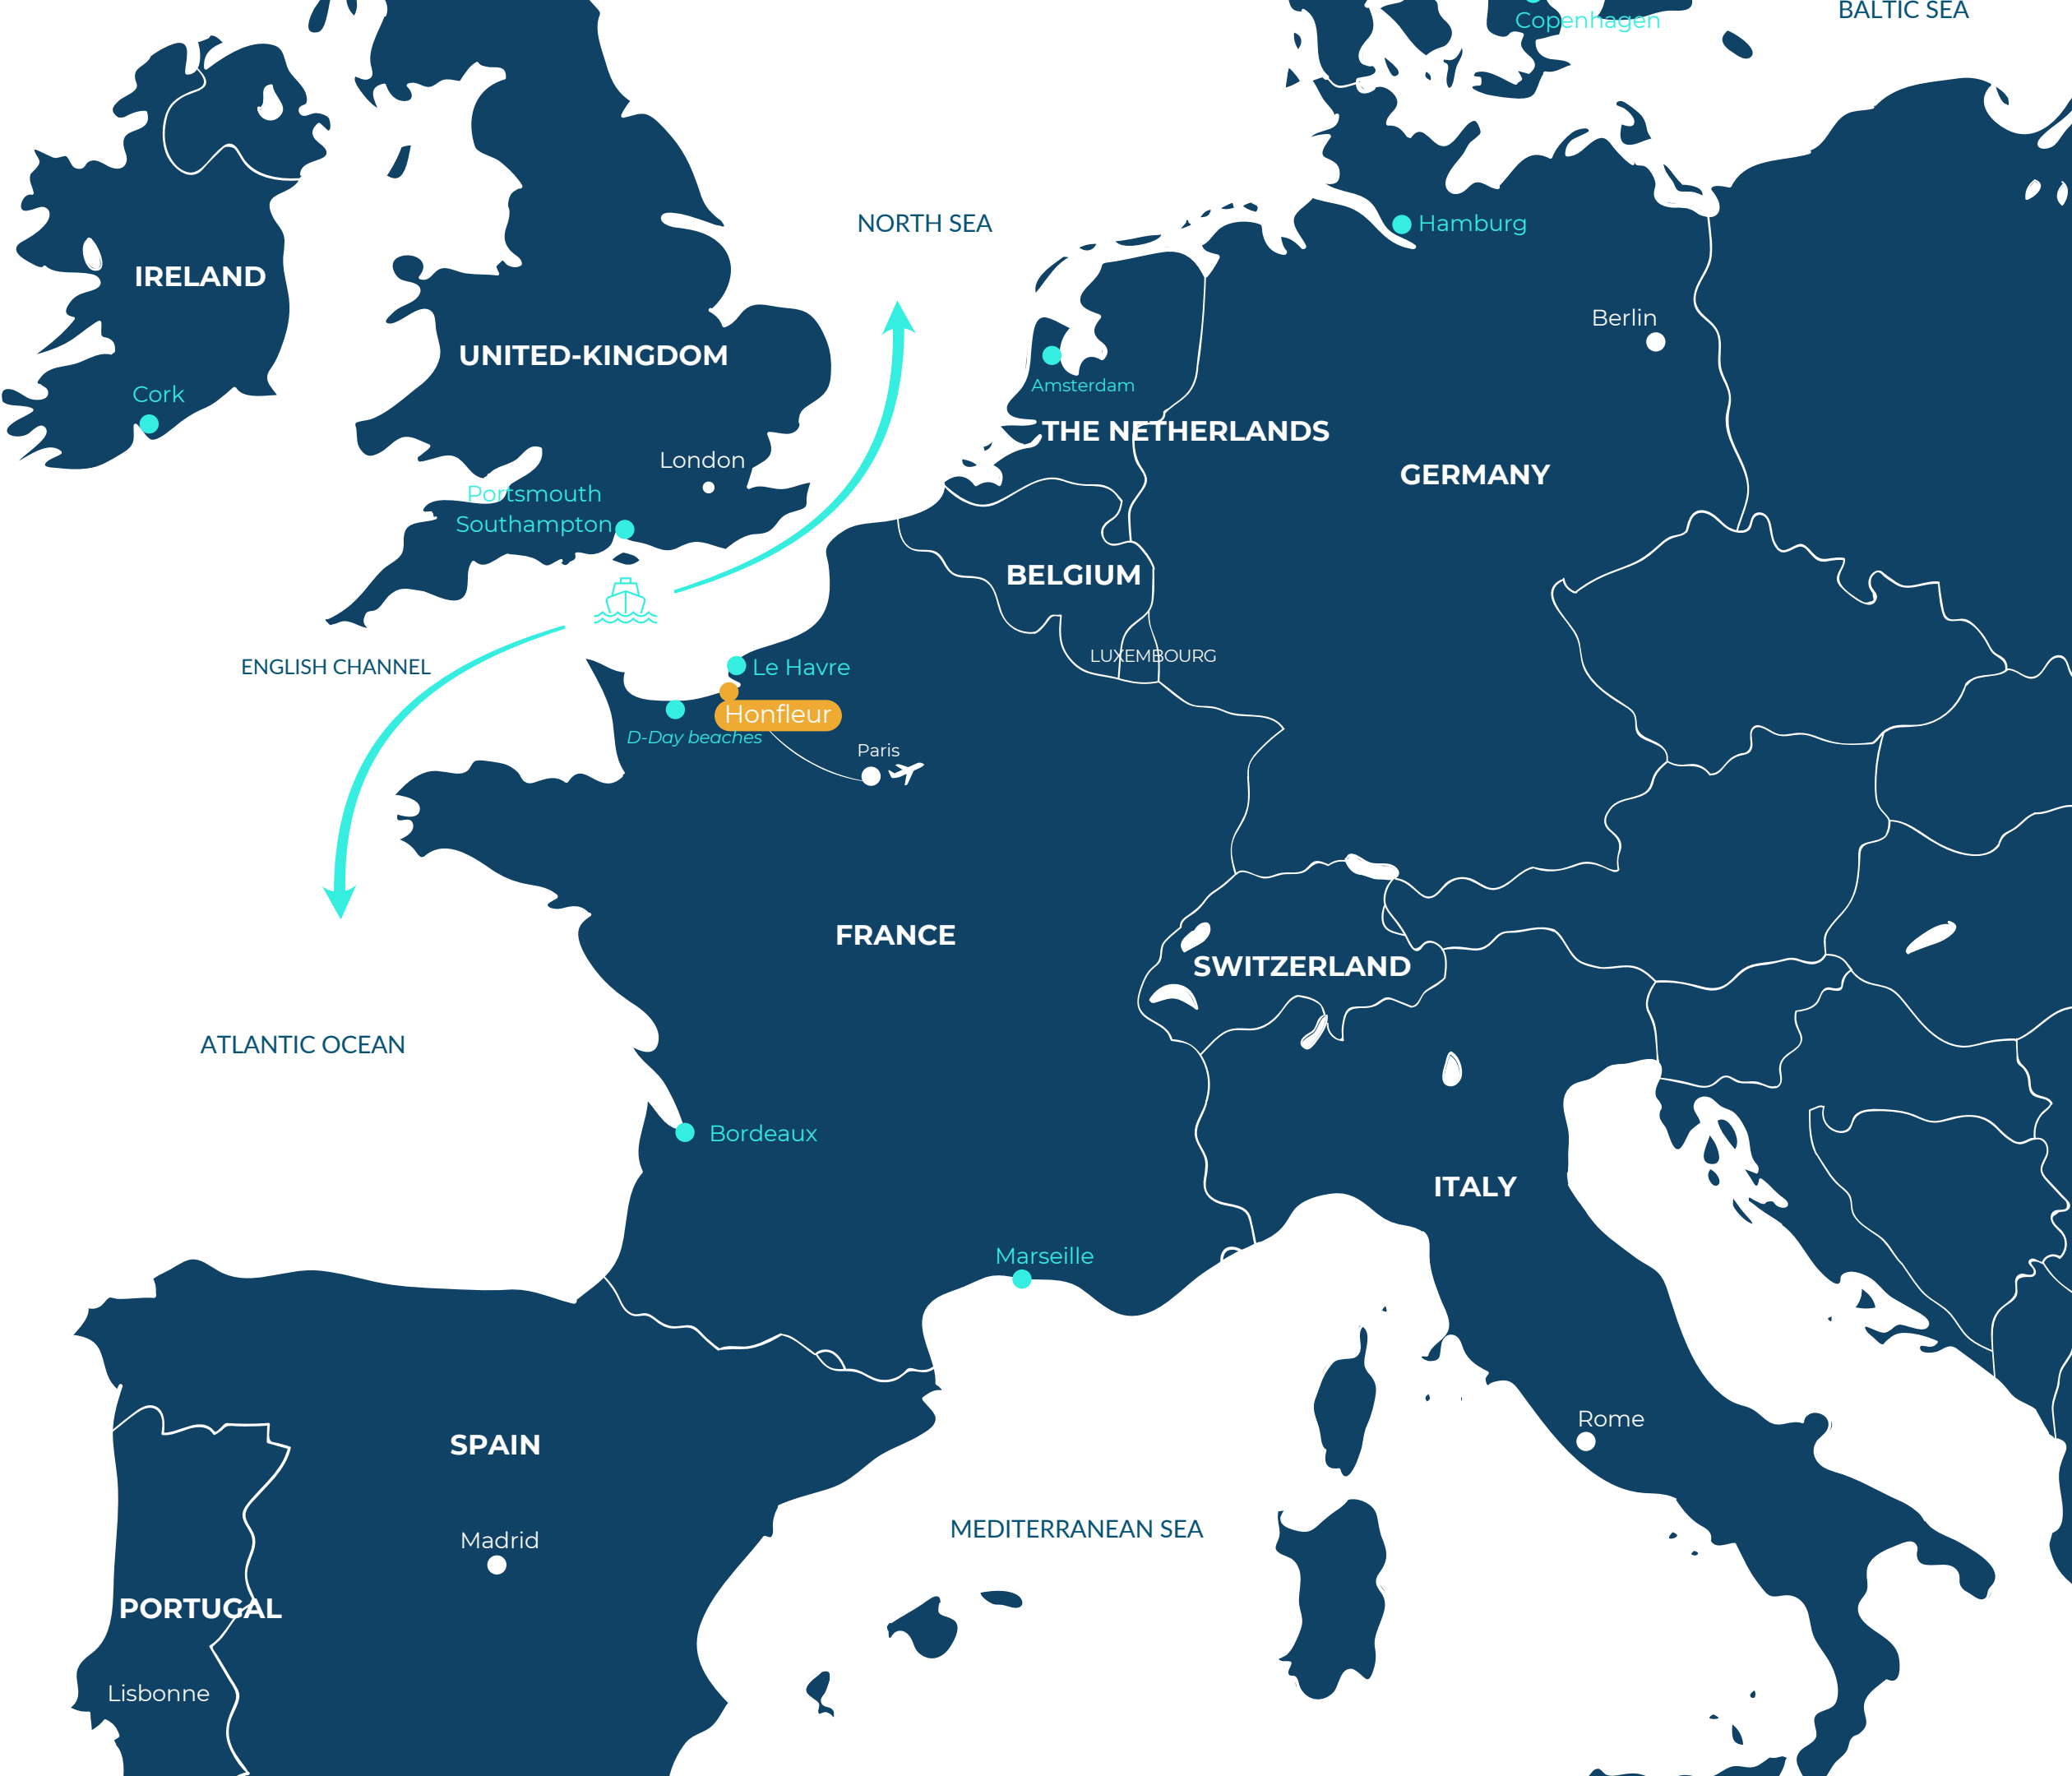 BALTIC SEA
Copenhagen
NORTH SEA
Hamburg
IRELAND
Berlin
UNITED-KINGDOM
Amsterdam
Cork
THE NETHERLANDS
London
GERMANY
Portsmouth
Southampton
BELGIUM
LUXEMBOURG
ENGLISH CHANNEL
Le Havre
Honfleur
D-Day beaches
Paris
FRANCE
SWITZERLAND
ATLANTIC OCEAN
Bordeaux
ITALY
Marseille
Rome
SPAIN
MEDITERRANEAN SEA
Madrid
PORTUGAL
Lisbonne